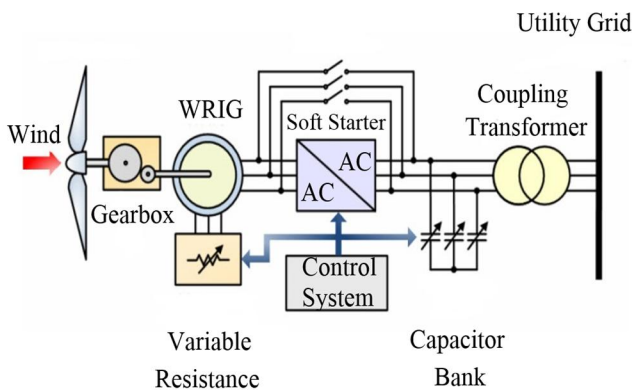 Utility Grid
WRIG
Coupling
Transformer
Soft Starter
Wind
AC
AC
Gearbox
Control
System
Variable
Resistance
Capacitor
Bank